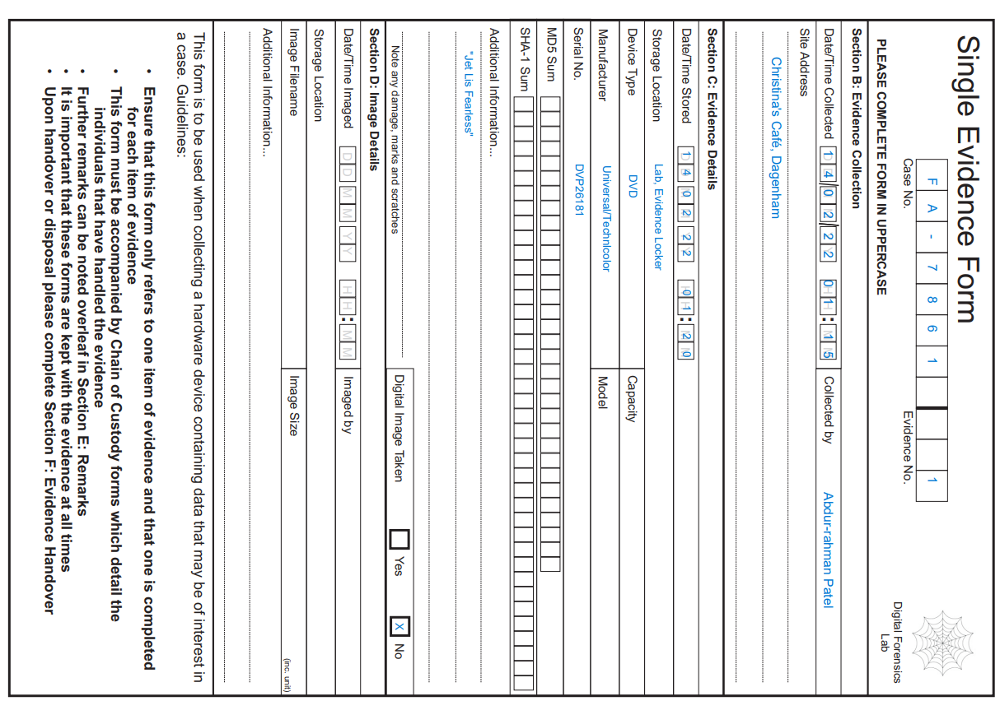 Single Evidence Form
F A - 7 8 6 1 1
Case No. Evidence No.
Digital Forensics
Lab
PLEASE COMPLETE FORM IN UPPERCASE
Section B: Evidence Collection
Date/Time Collected 14/02/22 01:15 Collected by Abdur-rahman Patel
Site Address
Christina's Café, Dagenham
Section C: Evidence Details
Date/Time Stored 14 02 22 01:20
Storage Location Lab, Evidence Locker
Device Type DVD Capacity
Manufacturer Universal/Technicolor Model
Serial No. DVP26181
MD5 Sum
SHA-1 Sum
Additional Information...
"Jet Lis Fearless"
Note any damage, marks and scratches
Digital Image Taken Yes X No
Section D: Image Details
Date/Time Imaged D D M M Y Y H H : M M Imaged by
Storage Location
Image Filename Image Size (inc. unit)
Additional Information...
This form is to be used when collecting a hardware device containing data that may be of interest in
a case. Guidelines:
• Ensure that this form only refers to one item of evidence and that one is completed
for each item of evidence
• This form must be accompanied by Chain of Custody forms which detail the
individuals that have handled the evidence
• Further remarks can be noted overleaf in Section E: Remarks
• It is important that these forms are kept with the evidence at all times
• Upon handover or disposal please complete Section F: Evidence Handover